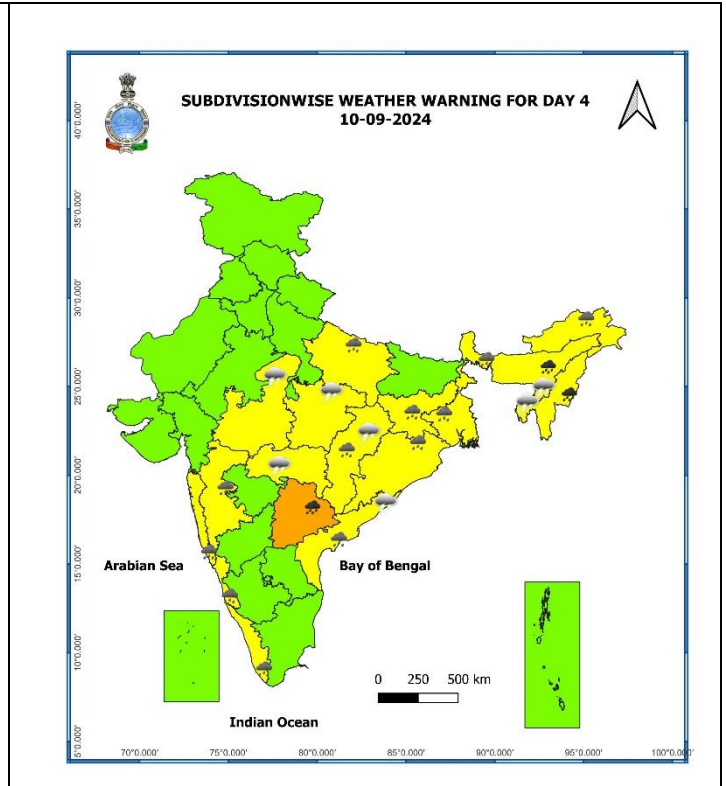 SUBDIVISIONWISE WEATHER WARNING FOR DAY 4
10-09-2024
40°0.000'
35°0.000'
30°0.000'
25°0.000'
20°0.000'
15°0.000'
10°0.000'
5°0.000'
Arabian Sea
Bay of Bengal
0 250 500 km
Indian Ocean
70°0.000' 75°0.000' 80°0.000' 85°0.000' 90°0.000' 95°0.000' 100°0.000'